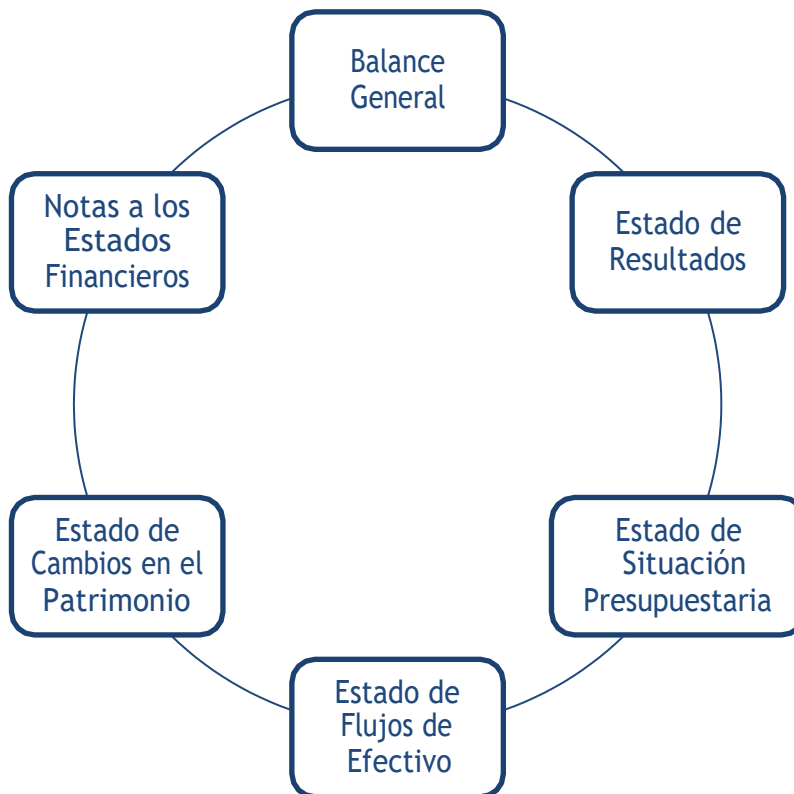 Balance
General
Estado de
Resultados
Estado de
Situación
Presupuestaria
Estado de
Flujos de
Efectivo
Estado de
Cambios en el
Patrimonio
Notas a los
Estados
Financieros